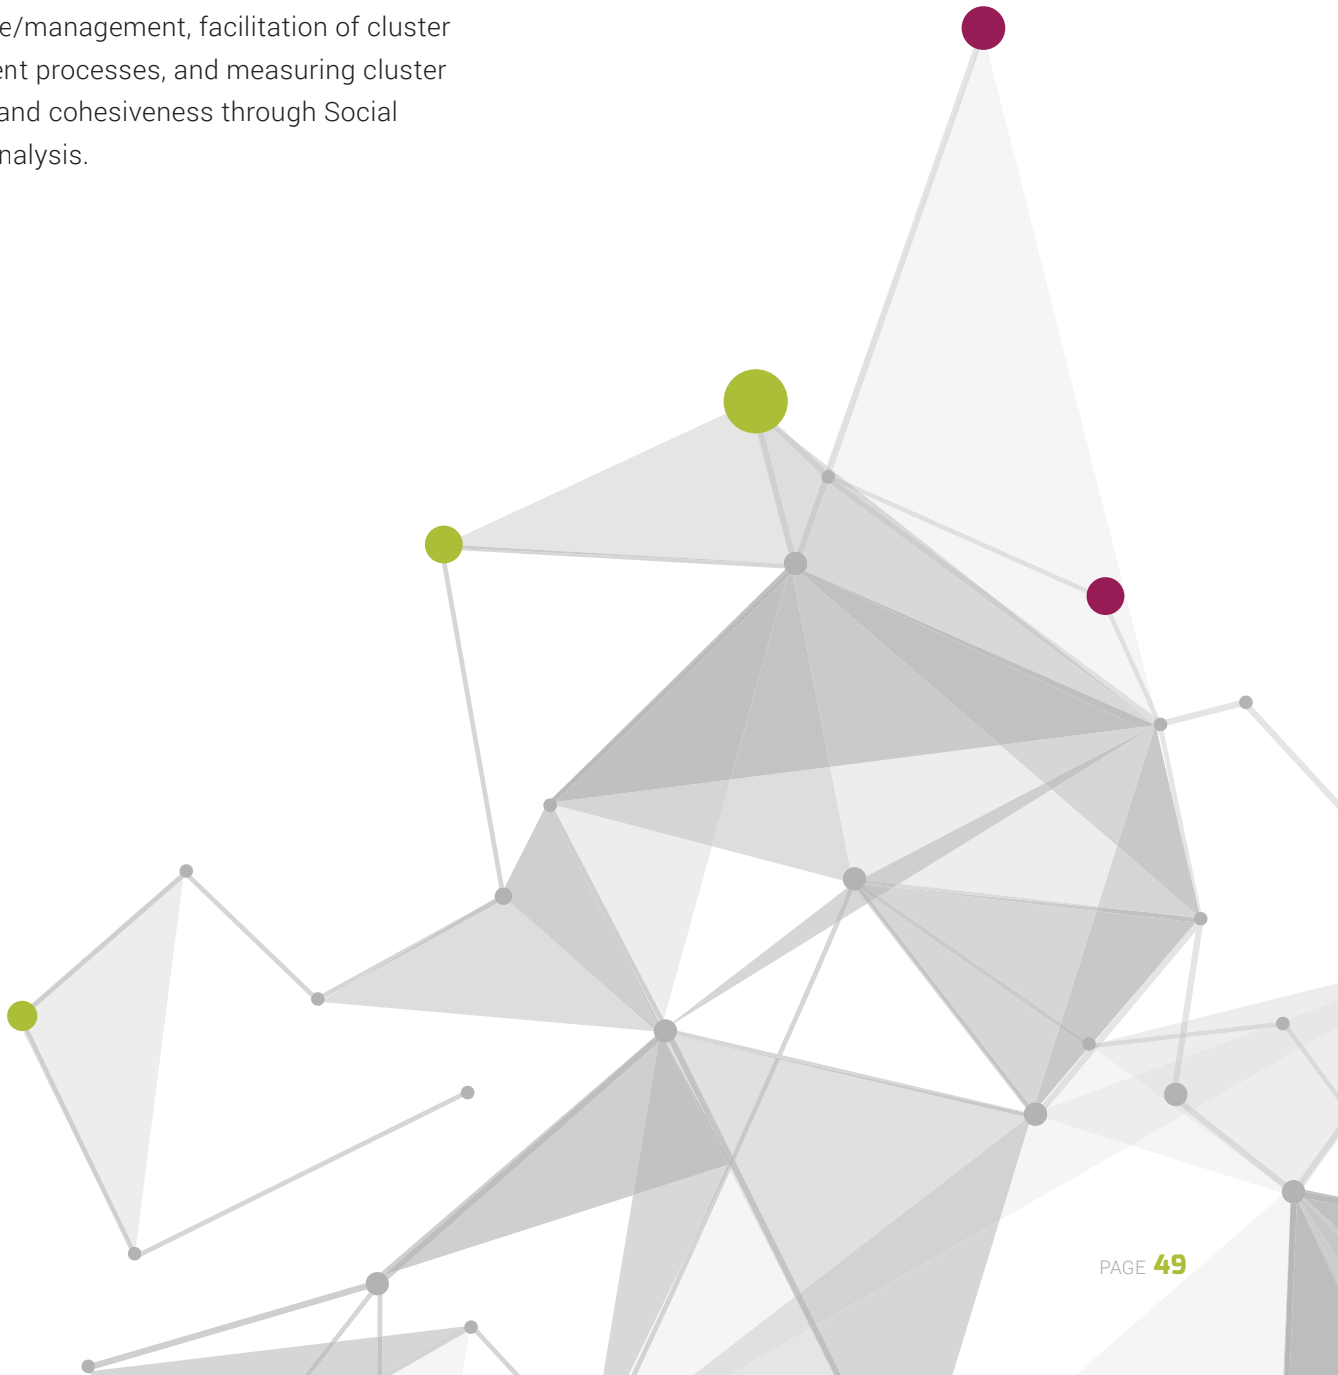 e/management, facilitation of cluster
ent processes, and measuring cluster
and cohesiveness through Social
nalysis.
PAGE 49